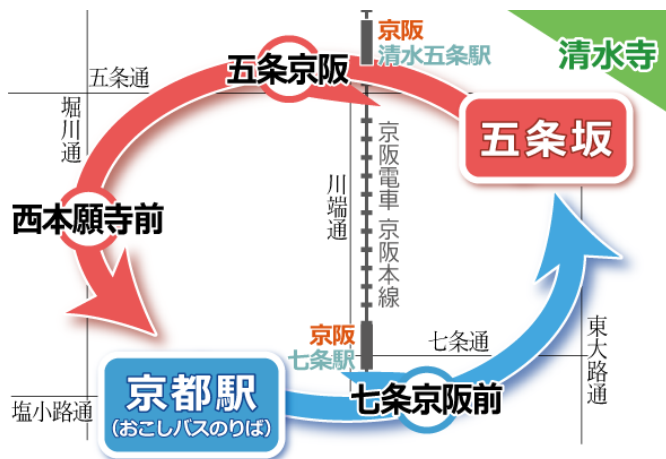 京阪
清水五条駅
清水寺
五条京阪
五条通
堀川通
五条坂
京阪電車 京阪本線
川端通
西本願寺前
京阪
七条駅
七条通
東大路通
京都駅
(おこしバスのりば)
七条京阪前
塩小路通